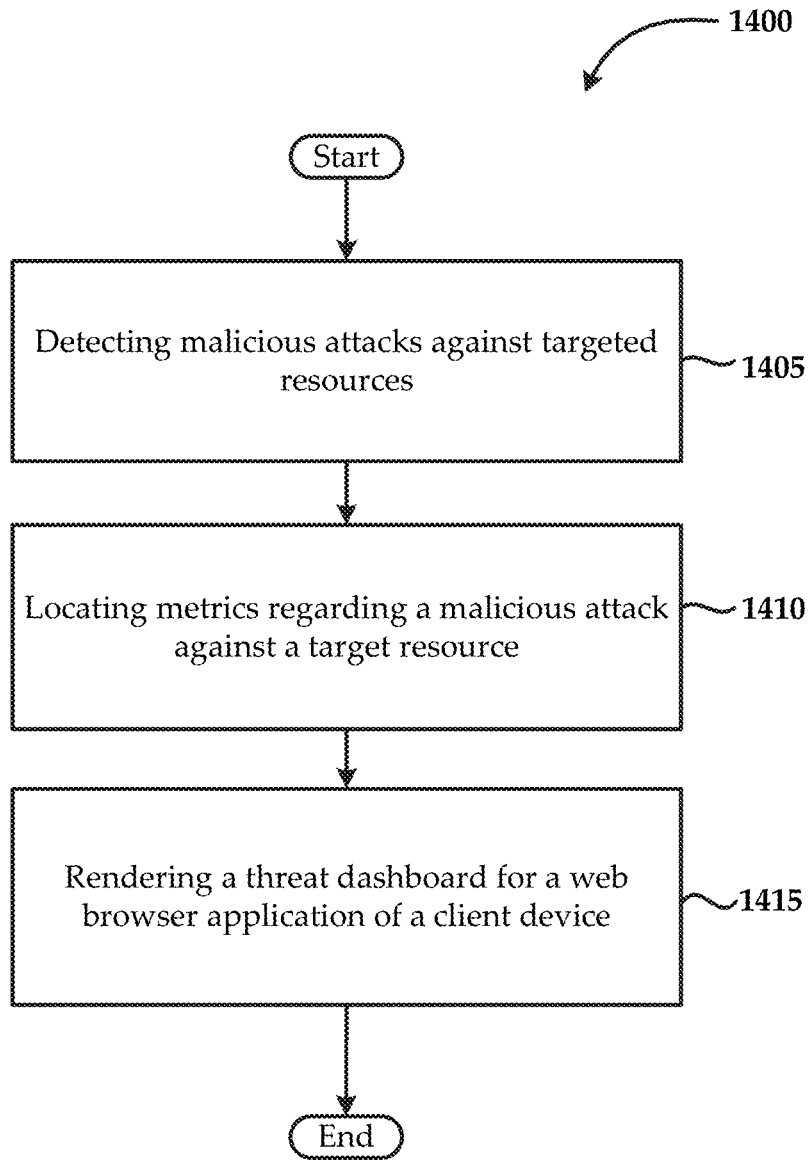 1400
Start
Detecting malicious attacks against targeted
resources
1405
Locating metrics regarding a malicious attack
against a target resource
1410
Rendering a threat dashboard for a web
browser application of a client device
1415
End